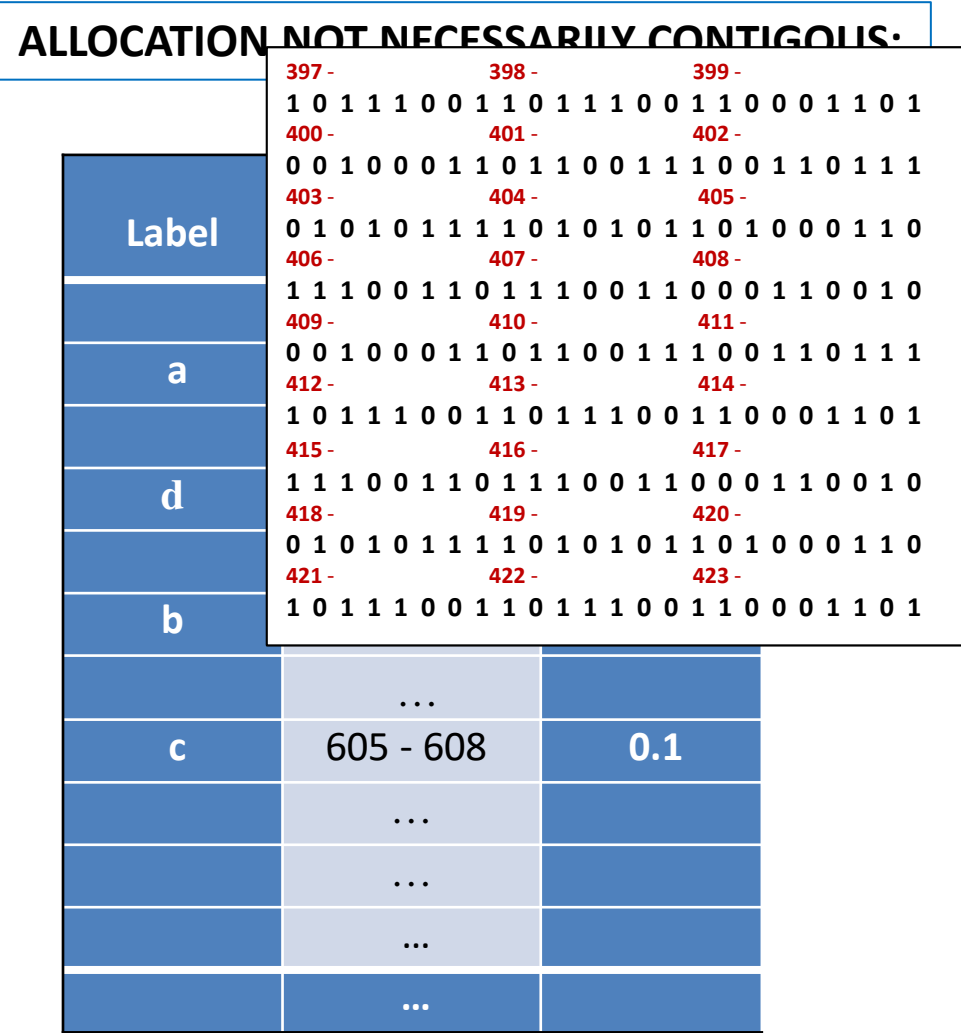 ALLOCATION NOT NECESSARILY CONTIGOUS:
397 - 398 - 399 -
1 0 1 1 1 0 0 1 1 0 1 1 1 0 0 1 1 0 0 0 1 1 0 1
400 - 401 - 402 -
0 0 1 0 0 0 1 1 0 1 1 0 0 1 1 1 0 0 1 1 0 1 1 1
403 - 404 - 405 -
0 1 0 1 0 1 1 1 1 0 1 0 1 0 1 1 0 1 0 0 0 1 1 0
406 - 407 - 408 -
1 1 1 0 0 1 1 0 1 1 1 0 0 1 1 0 0 0 1 1 0 0 1 0
409 - 410 - 411 -
0 0 1 0 0 0 1 1 0 1 1 0 0 1 1 1 0 0 1 1 0 1 1 1
412 - 413 - 414 -
1 0 1 1 1 0 0 1 1 0 1 1 1 0 0 1 1 0 0 0 1 1 0 1
415 - 416 - 417 -
1 1 1 0 0 1 1 0 1 1 1 0 0 1 1 0 0 0 1 1 0 0 1 0
418 - 419 - 420 -
0 1 0 1 0 1 1 1 1 0 1 0 1 0 1 1 0 1 0 0 0 1 1 0
421 - 422 - 423 -
1 0 1 1 1 0 0 1 1 0 1 1 1 0 0 1 1 0 0 0 1 1 0 1
Label
a
d
b
...
c 605 - 608 0.1
...
...
...
...